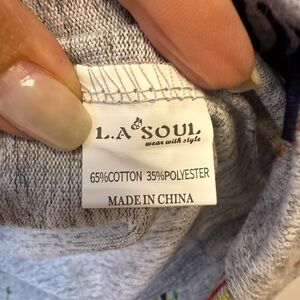 L.A SOUL
wear with style
65%COTTON 35%POLYESTER
MADE IN CHINA